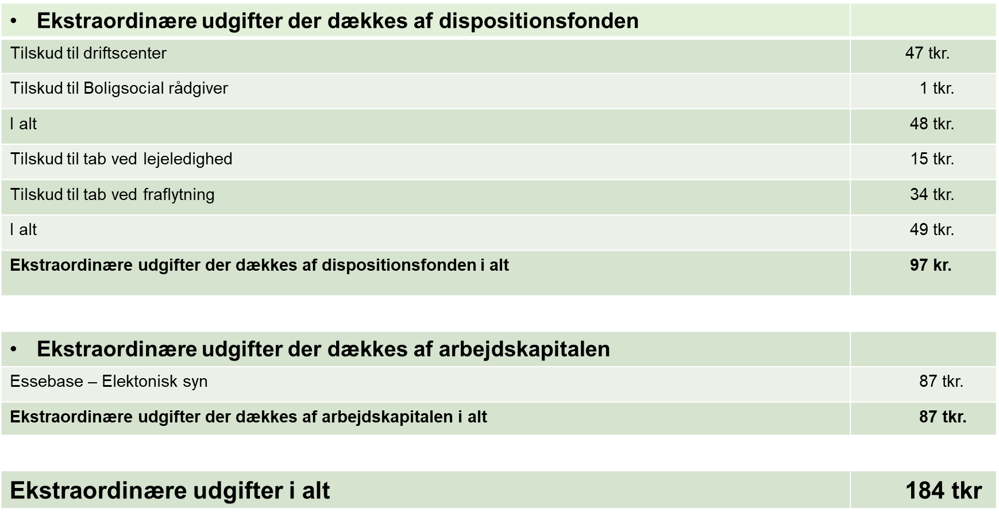 • Ekstraordinære udgifter der dækkes af dispositionsfonden
Tilskud til driftscenter 47 tkr.
Tilskud til Boligsocial rådgiver 1 tkr.
I alt 48 tkr.
Tilskud til tab ved lejeledighed 15 tkr.
Tilskud til tab ved fraflytning 34 tkr.
I alt 49 tkr.
Ekstraordinære udgifter der dækkes af dispositionsfonden i alt 97 kr.
• Ekstraordinære udgifter der dækkes af arbejdskapitalen
Essebase – Elektonisk syn 87 tkr.
Ekstraordinære udgifter der dækkes af arbejdskapitalen i alt 87 tkr.
Ekstraordinære udgifter i alt 184 tkr